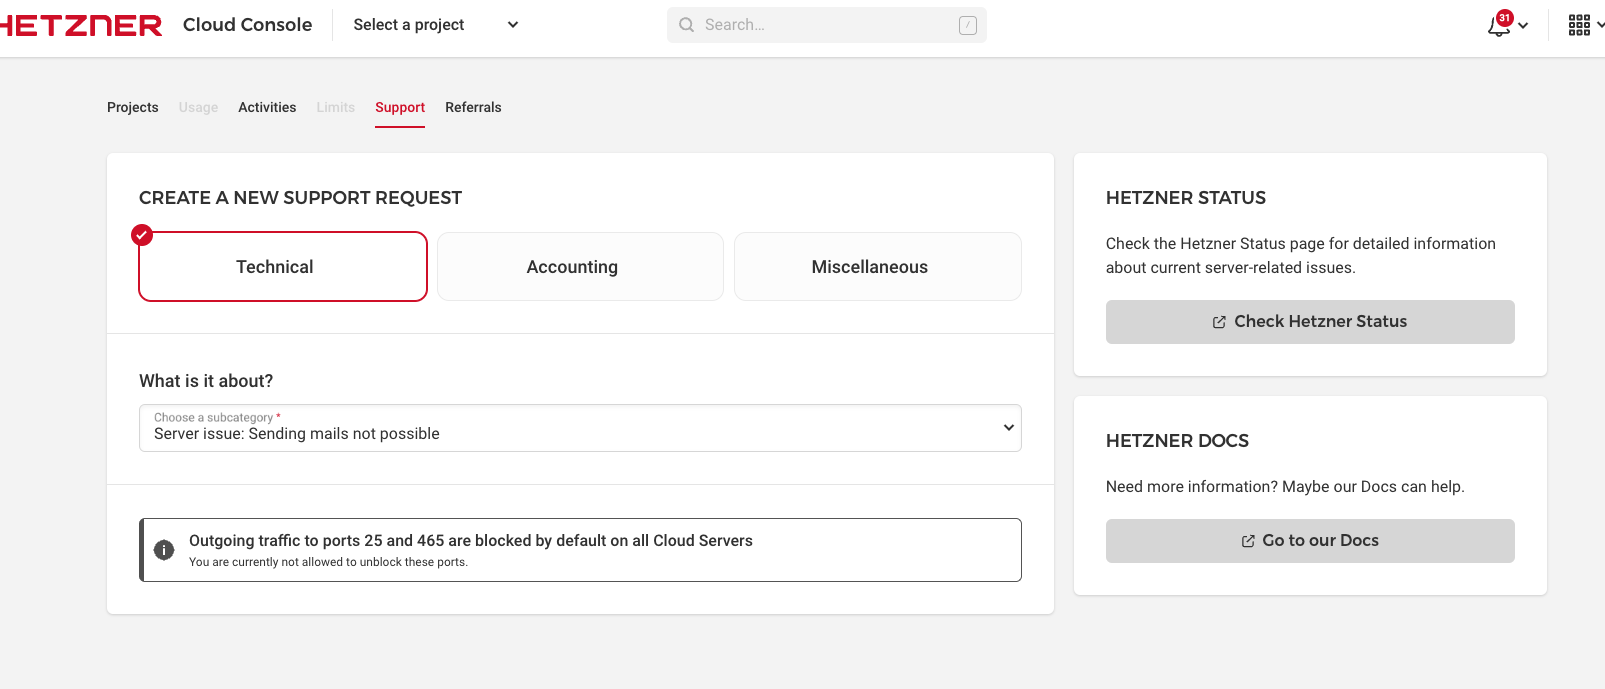 HETZNER Cloud Console Select a project Search... / 31
Projects Usage Activities Limits Support Referrals
CREATE A NEW SUPPORT REQUEST
Technical Accounting Miscellaneous
What is it about?
Choose a subcategory *
Server issue: Sending mails not possible
Outgoing traffic to ports 25 and 465 are blocked by default on all Cloud Servers
You are currently not allowed to unblock these ports.
HETZNER STATUS
Check the Hetzner Status page for detailed information
about current server-related issues.
Check Hetzner Status
HETZNER DOCS
Need more information? Maybe our Docs can help.
Go to our Docs